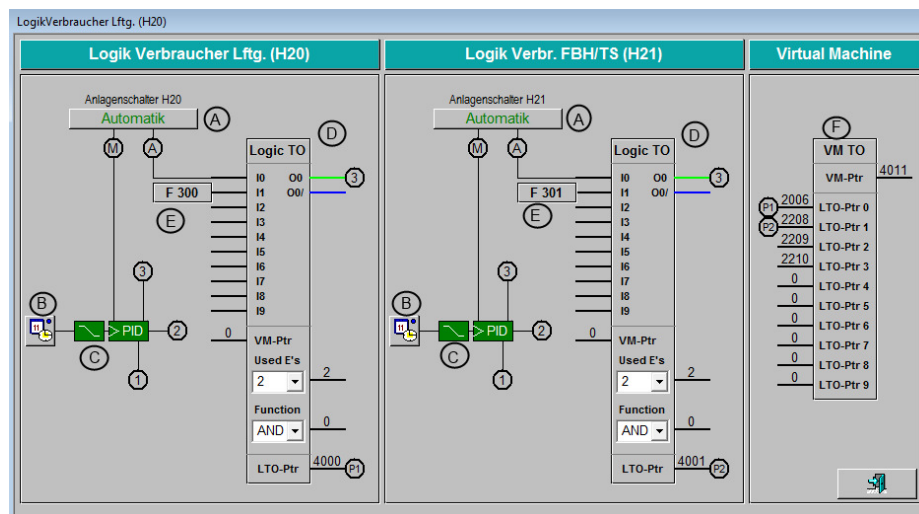 LogikVerbraucher Lftg. (H20)
Logik Verbraucher Lftg. (H20)
Anlagenschalter H20
Automatik
A
D
M
A
Logic TO
I0 O0 3
F 300
I1 O0/
E
I2
I3
I4
I5
3
I6
I7
B
I8
I9
11
PID
2
0
VM-Ptr
C
Used E's
1
2
2
Function
0
AND
LTO-Ptr 4000 P1
Logik Verbr. FBH/TS (H21)
Anlagenschalter H21
Automatik
A
D
M
A
Logic TO
I0 O0 3
F 301
I1 O0/
E
I2
I3
I4
I5
3
I6
I7
B
I8
I9
11
PID
2
0
VM-Ptr
C
Used E's
1
2
2
Function
0
AND
LTO-Ptr 4001 P2
Virtual Machine
F
VM TO
VM-Ptr 4011
P1 2006 LTO-Ptr 0
P2 2208 LTO-Ptr 1
2209 LTO-Ptr 2
2210 LTO-Ptr 3
0 LTO-Ptr 4
0 LTO-Ptr 5
0 LTO-Ptr 6
0 LTO-Ptr 7
0 LTO-Ptr 8
0 LTO-Ptr 9